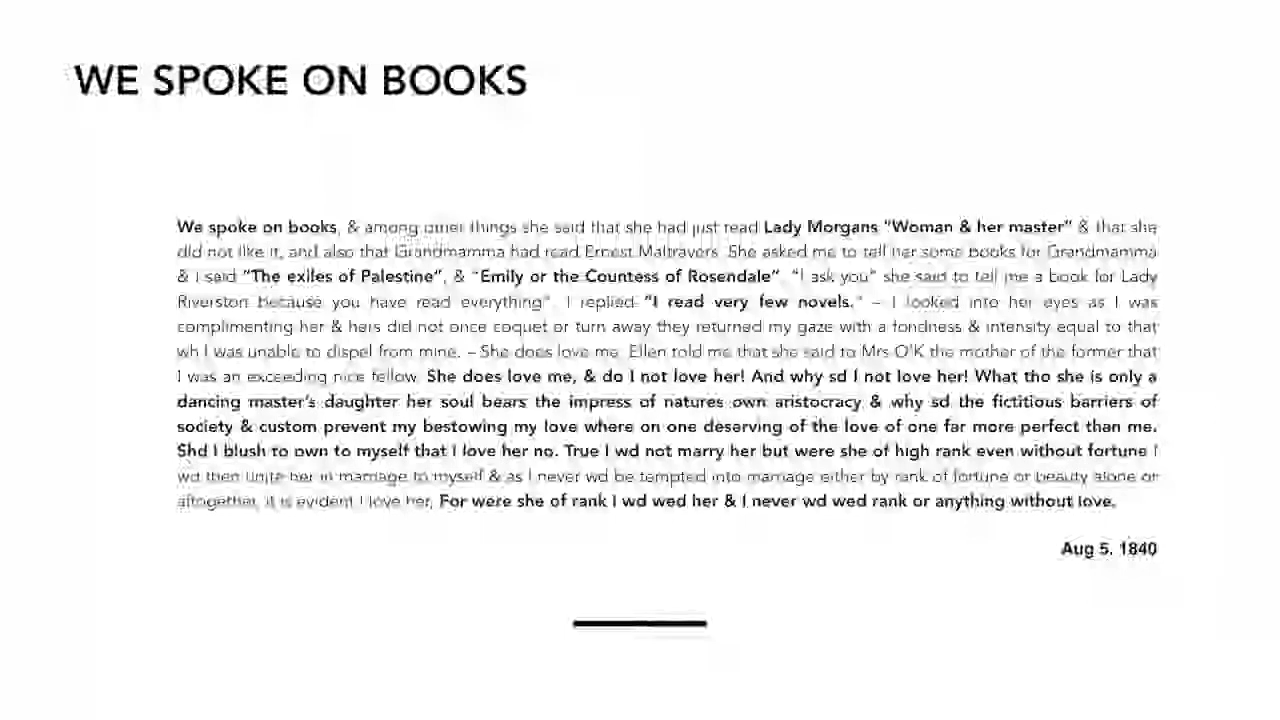 WE SPOKE ON BOOKS
We spoke on books, & among other things she said that she had just read Lady Morgans "Woman & her master" & that she
did not like it, and also that Grandmamma had read Ernest Maltravers. She asked me to tell her some books for Grandmamma
& I said "The exiles of Palestine", & "Emily or the Countess of Rosendale". "I ask you" she said to tell me a book for Lady
Riverston because you have read everything". I replied "I read very few novels." – I looked into her eyes as I was
complimenting her & hers did not once coquet or turn away they returned my gaze with a fondness & intensity equal to that
wh I was unable to dispel from mine. – She does love me. Ellen told me that she said to Mrs O'K the mother of the former that
I was an exceeding nice fellow. She does love me, & do I not love her! And why sd I not love her! What tho she is only a
dancing master's daughter her soul bears the impress of natures own aristocracy & why sd the fictitious barriers of
society & custom prevent my bestowing my love where on one deserving of the love of one far more perfect than me.
Shd I blush to own to myself that I love her no. True I wd not marry her but were she of high rank even without fortune I
wd then unite her in marriage to myself & as I never wd be tempted into marriage either by rank of fortune or beauty alone or
altogether, it is evident I love her. For were she of rank I wd wed her & I never wd wed rank or anything without love.
Aug 5. 1840